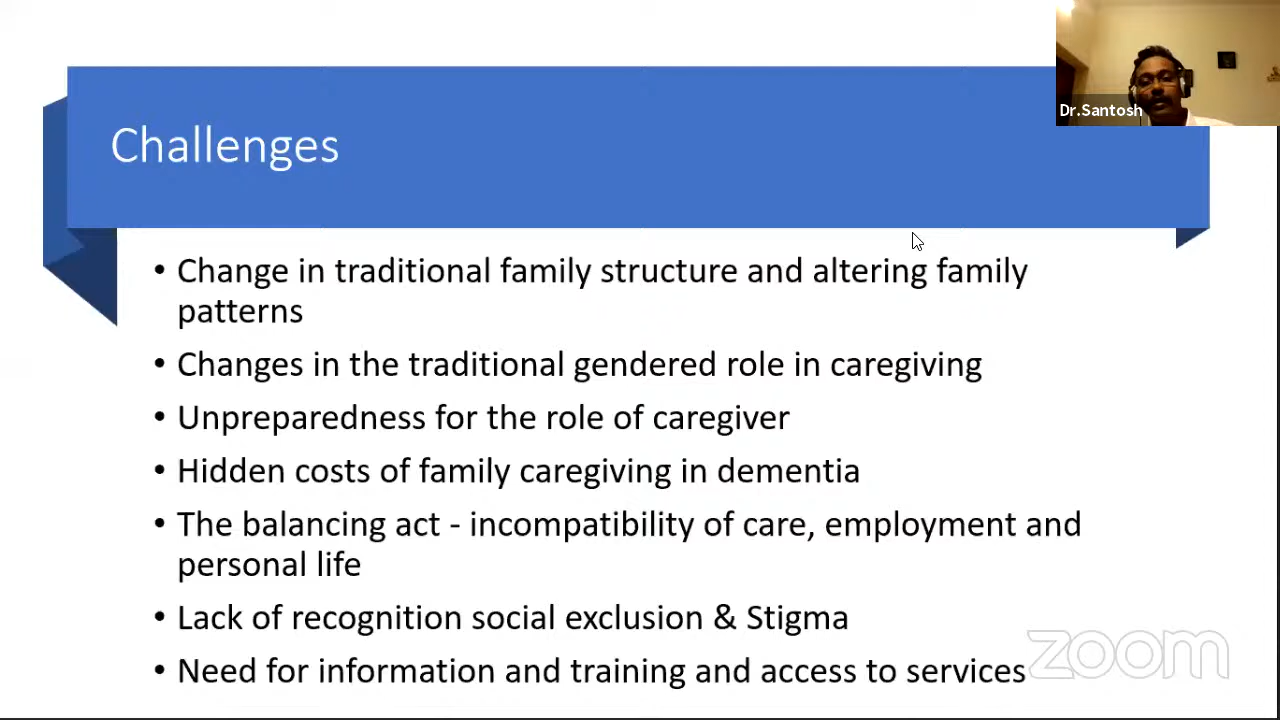 Dr.Santosh
Challenges
• Change in traditional family structure and altering family
patterns
• Changes in the traditional gendered role in caregiving
• Unpreparedness for the role of caregiver
• Hidden costs of family caregiving in dementia
• The balancing act - incompatibility of care, employment and
personal life
• Lack of recognition social exclusion & Stigma
• Need for information and training and access to services
zoom